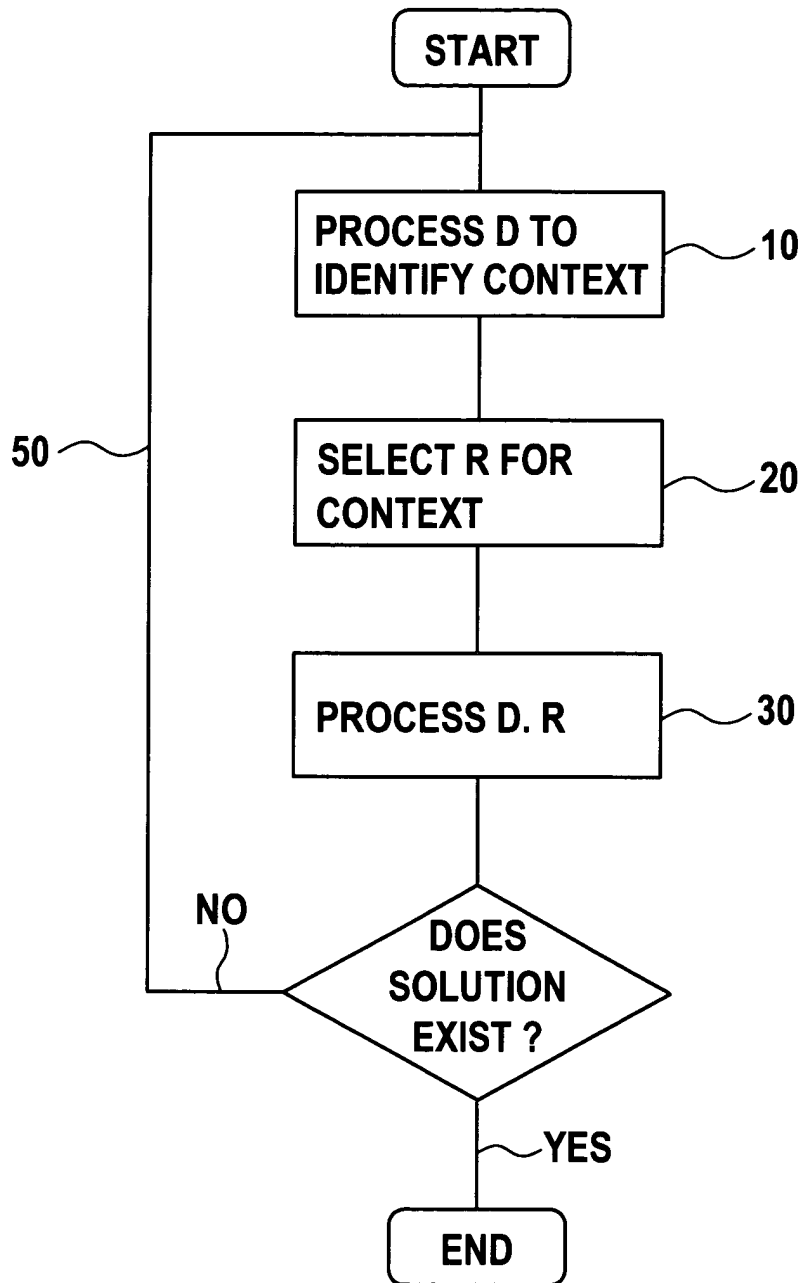 START
PROCESS D TO
IDENTIFY CONTEXT
10
50
SELECT R FOR
CONTEXT
20
PROCESS D. R
30
NO
DOES
SOLUTION
EXIST ?
YES
END